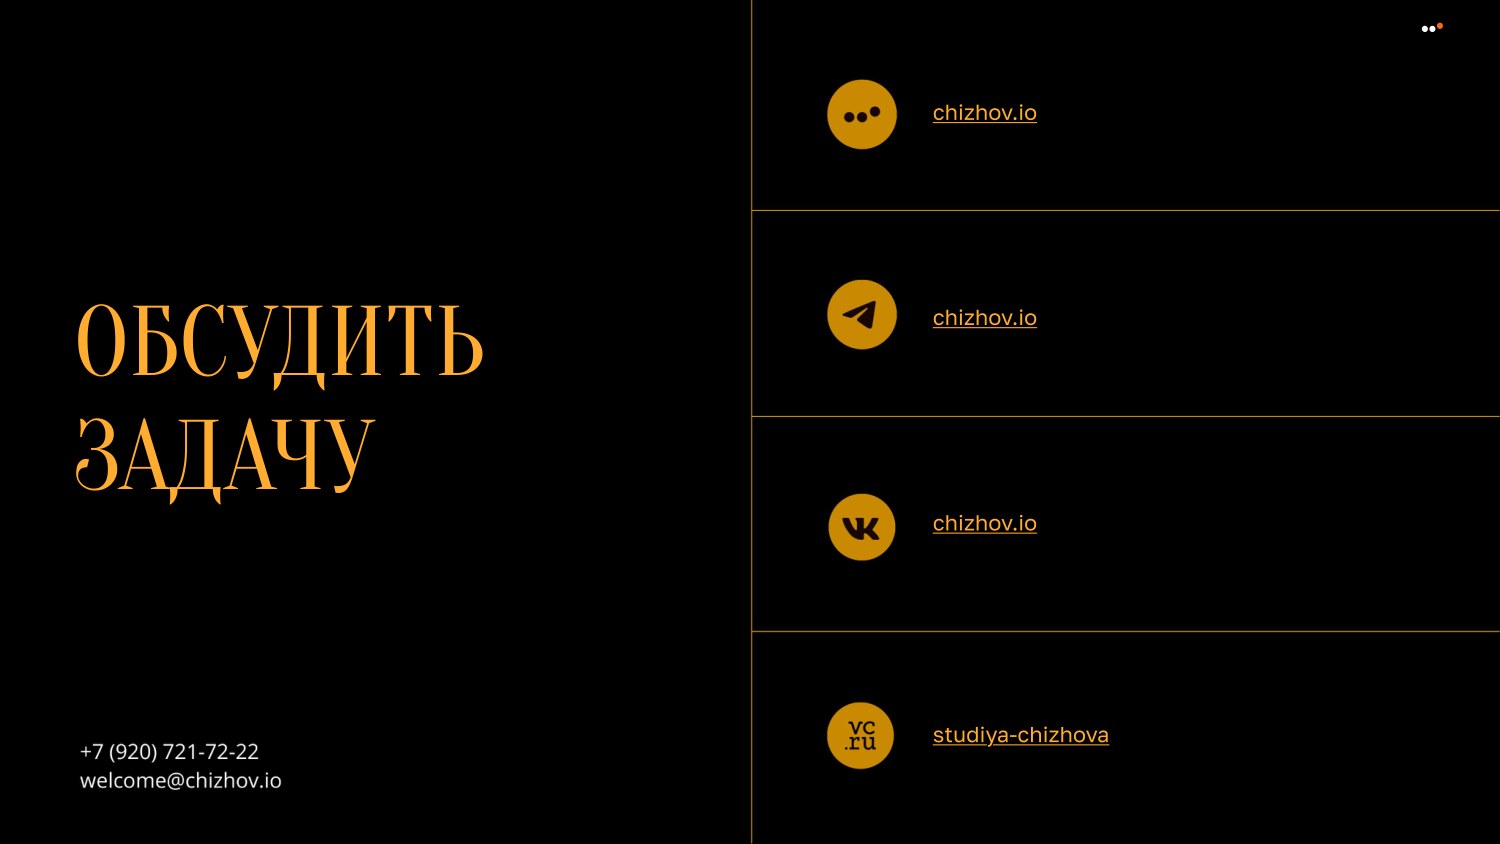 ОБСУДИТЬ
ЗАДАЧУ
+7 (920) 721-72-22
welcome@chizhov.io
chizhov.io
chizhov.io
vk
chizhov.io
vc
.ru
studiya-chizhova